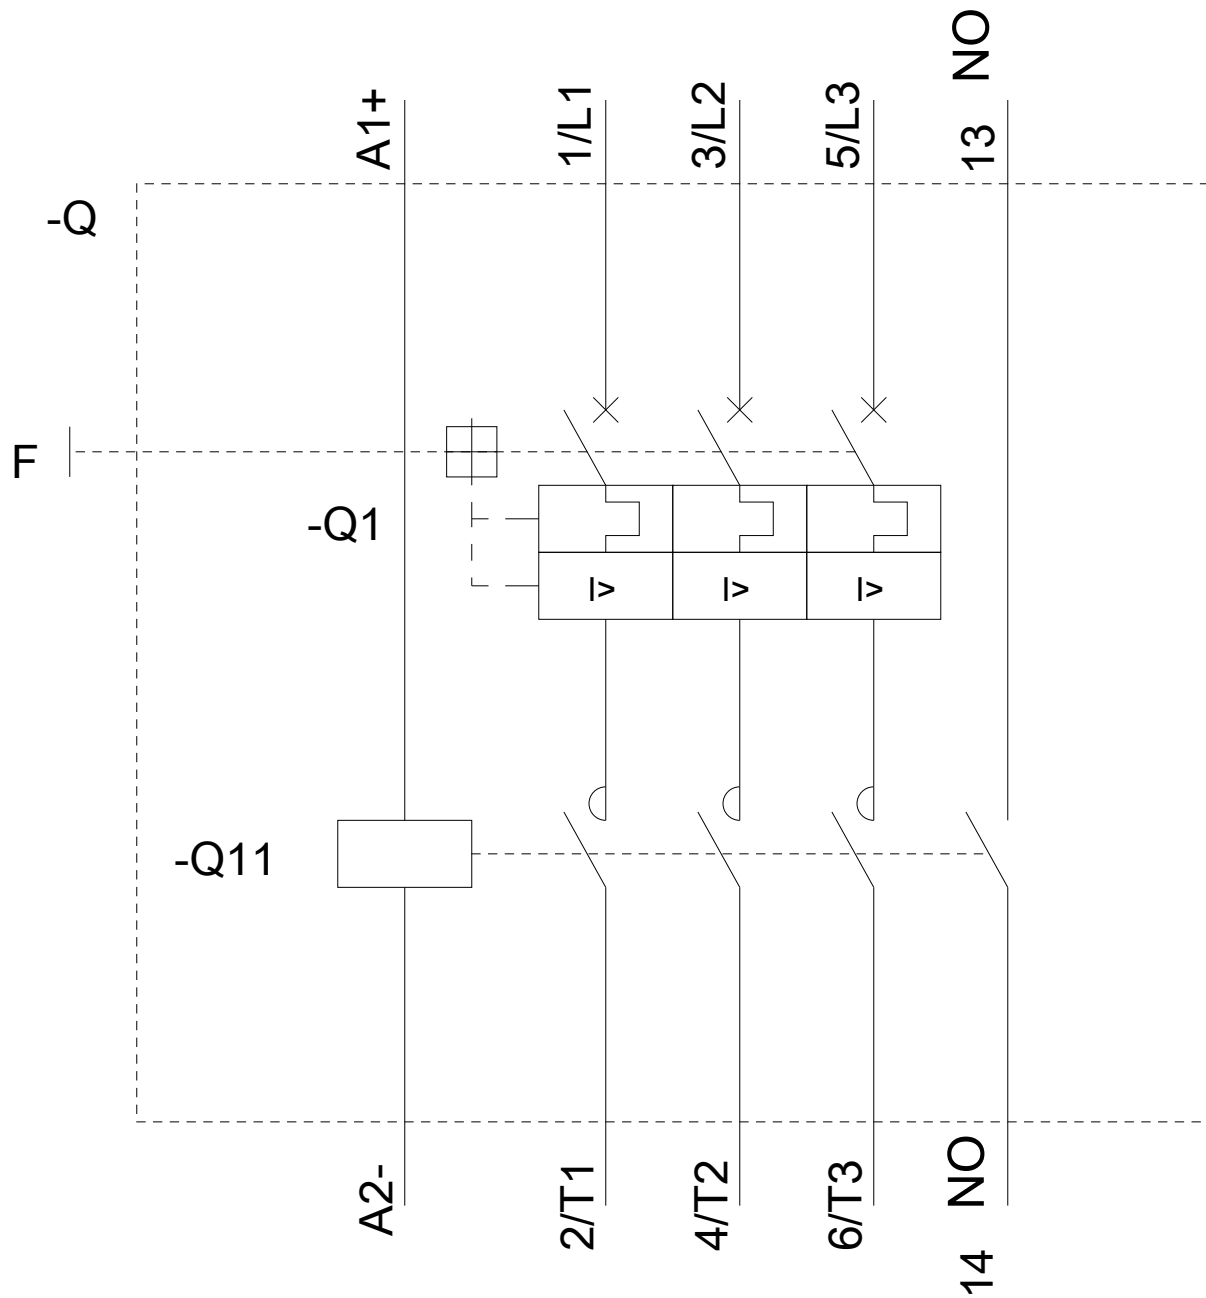 A1+
1/L1
3/L2
5/L3
13 NO
-Q
F
-Q1
I>
I>
I>
-Q11
A2-
2/T1
4/T2
6/T3
14 NO